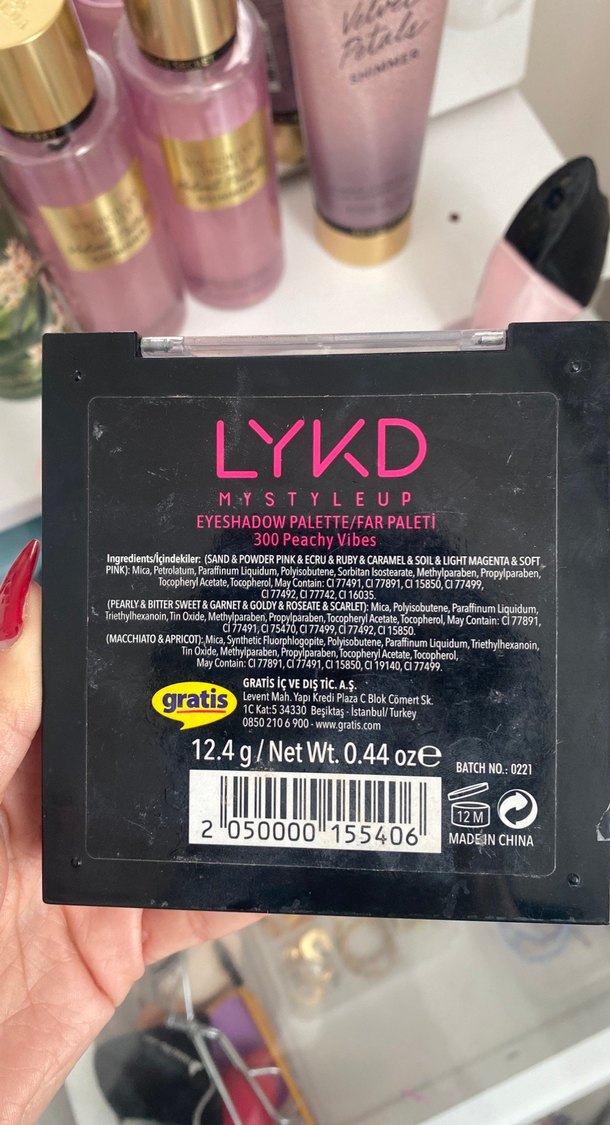 Velvet
Petals
SHIMMER
LYKD
MYSTYLEUP
EYESHADOW PALETTE/FAR PALETİ
300 Peachy Vibes
Ingredients/İçindekiler: (SAND & POWDER PINK & ECRU & RUBY & CARAMEL & SOIL & LIGHT MAGENTA & SOFT
PINK): Mica, Petrolatum, Paraffinum Liquidum, Polyisobutene, Sorbitan Isostearate, Methylparaben, Propylparaben,
Tocopheryl Acetate, Tocopherol, May Contain: CI 77491, CI 77891, CI 15850, CI 77499,
CI 77492, CI 77742, CI 16035.
(PEARLY & BITTER SWEET & GARNET & GOLDY & ROSEATE & SCARLET): Mica, Polyisobutene, Paraffinum Liquidum,
Triethylhexanoin, Tin Oxide, Methylparaben, Propylparaben, Tocopheryl Acetate, Tocopherol, May Contain: CI 77891,
CI 77491, CI 75470, CI 77499, CI 77492, CI 15850.
(MACCHIATO & APRICOT): Mica, Synthetic Fluorphlogopite, Polyisobutene, Paraffinum Liquidum, Triethylhexanoin,
Tin Oxide, Methylparaben, Propylparaben, Tocopheryl Acetate, Tocopherol,
May Contain: CI 77891, CI 77491, CI 15850, CI 19140, CI 77499.
gratis
GRATİS İÇ VE DIŞ TİC. A.Ş.
Levent Mah. Yapı Kredi Plaza C Blok Cömert Sk.
1C Kat:5 34330 Beşiktaş - İstanbul/Turkey
0850 210 6 900 - www.gratis.com
12.4 g / Net Wt. 0.44 oz e
BATCH NO.: 0221
12 M
MADE IN CHINA
2 050000 155406